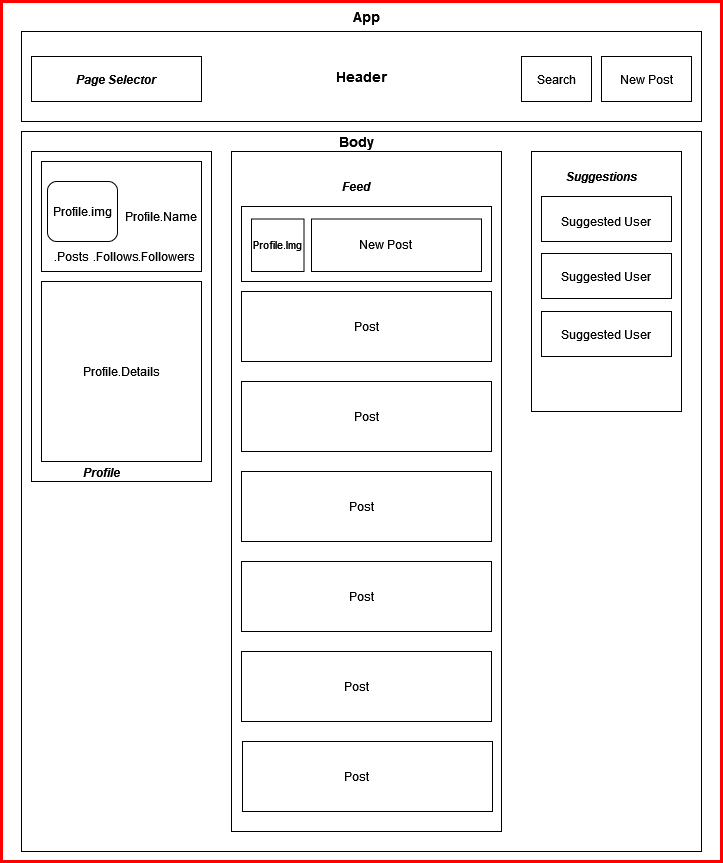 App
Page Selector
Header
Search
New Post
Body
Profile.img
Profile.Name
.Posts .Follows.Followers
Profile.Details
Profile
Feed
Profile.Img
New Post
Post
Post
Post
Post
Post
Post
Suggestions
Suggested User
Suggested User
Suggested User